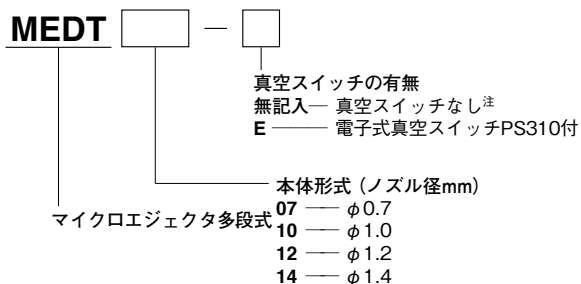 MEDT □ － □
真空スイッチの有無
無記入― 真空スイッチなし注
E ―― 電子式真空スイッチPS310付
本体形式（ノズル径mm）
マイクロエジェクタ多段式
07 ― φ0.7
10 ― φ1.0
12 ― φ1.2
14 ― φ1.4